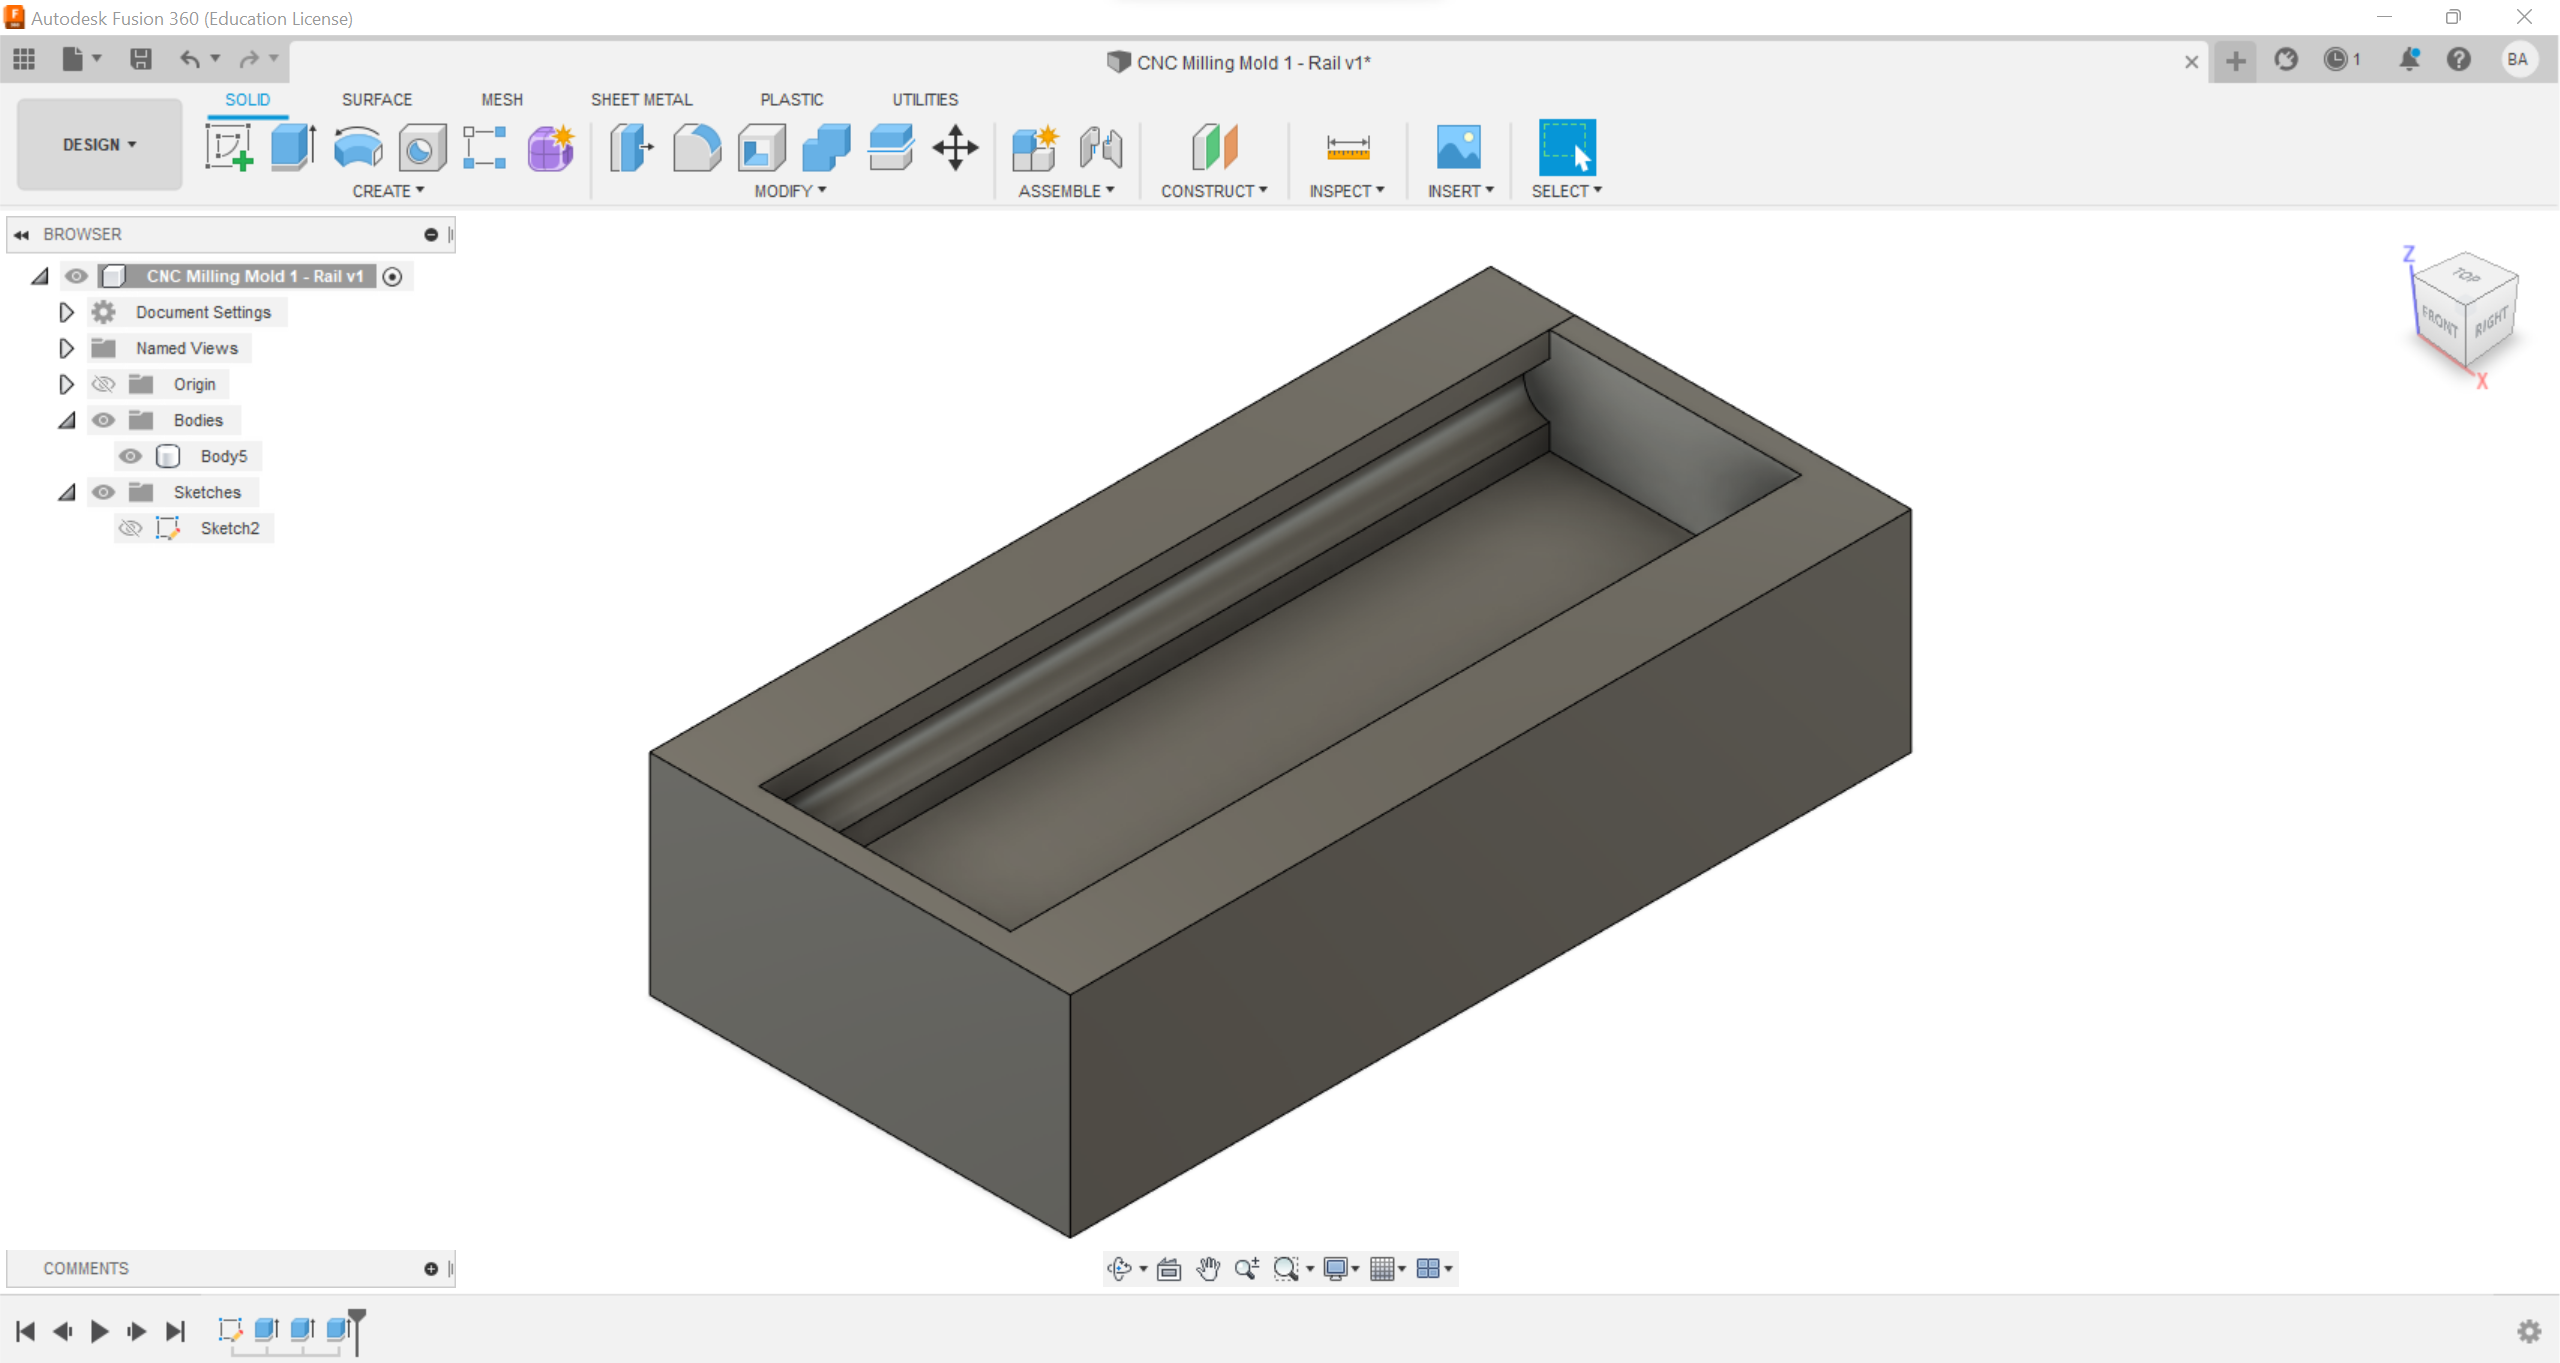 Autodesk Fusion 360 (Education License)
CNC Milling Mold 1 - Rail v1*
1
BA
DESIGN
SOLID SURFACE MESH SHEET METAL PLASTIC UTILITIES
CREATE MODIFY ASSEMBLE CONSTRUCT INSPECT INSERT SELECT
BROWSER
CNC Milling Mold 1 - Rail v1
Document Settings
Named Views
Origin
Bodies
Body5
Sketches
Sketch2
Z
TOP
FRONT
RIGHT
X
COMMENTS